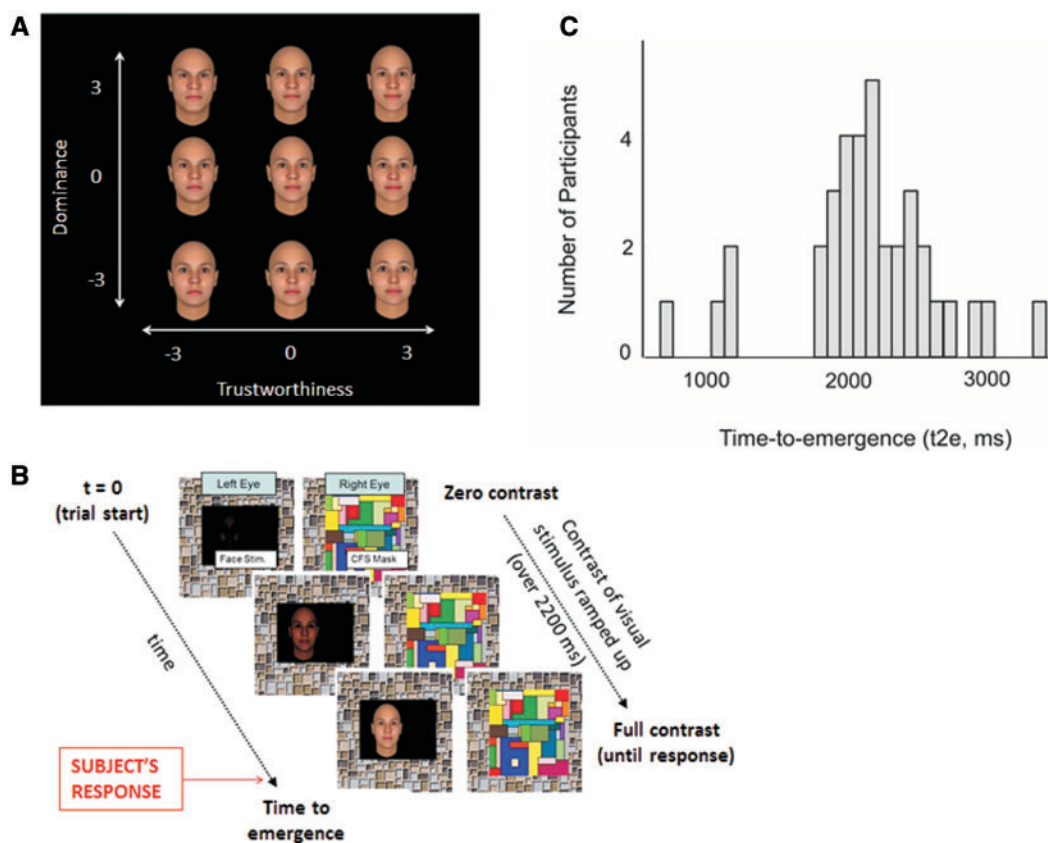 A
Dominance
3
0
-3
-3 0 3
Trustworthiness
C
Number of Participants
4
2
0
1000 2000 3000
Time-to-emergence (t2e, ms)
B
t = 0
(trial start)
Left Eye
Right Eye
Face Stim.
CFS Mask
time
Zero contrast
Contrast of visual
stimulus ramped up
(over 2200 ms)
Full contrast
(until response)
SUBJECT'S
RESPONSE
Time to
emergence